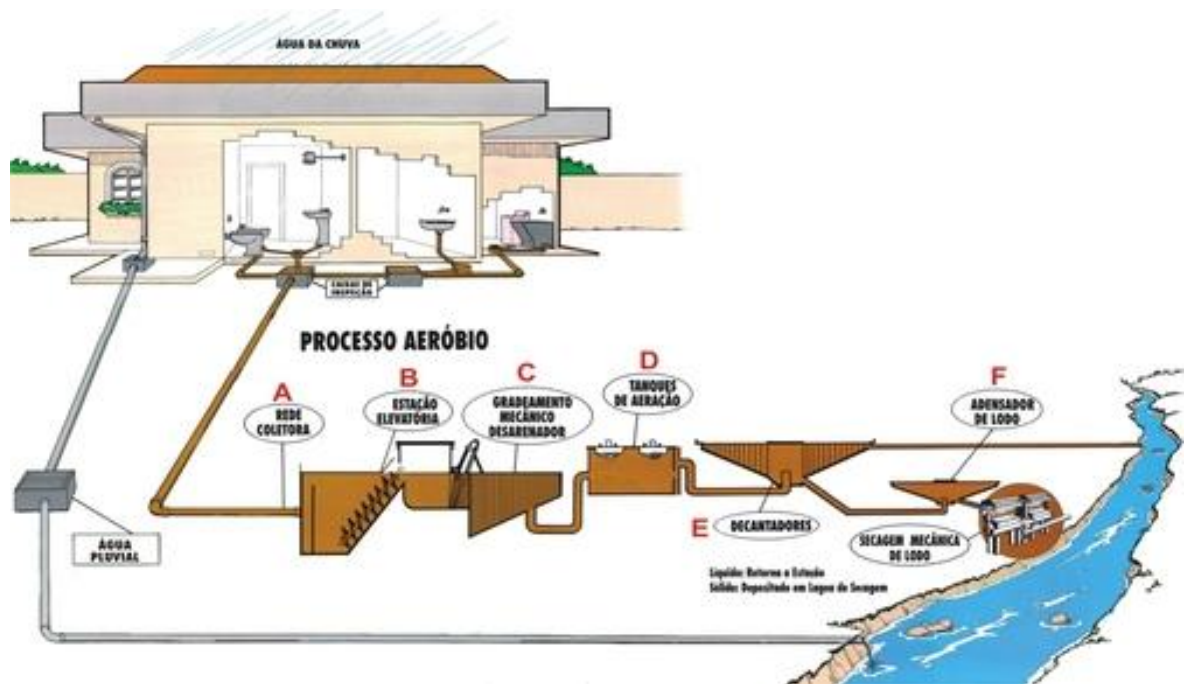 ÁGUA DA CHUVA
CAIXAS DE
INSPEÇÃO
PROCESSO AERÓBIO
A
REDE
COLETORA
B
ESTAÇÃO
ELEVATÓRIA
C
GRADEAMENTO
MECÂNICO
DESARENADOR
D
TANQUES
DE AERAÇÃO
F
ADENSADOR
DE LODO
E
DECANTADORES
SECAGEM MECÂNICA
DE LODO
ÁGUA
PLUVIAL
Líquido: Retorna a Estação
Sólido: Depositado em Lagoa de Secagem